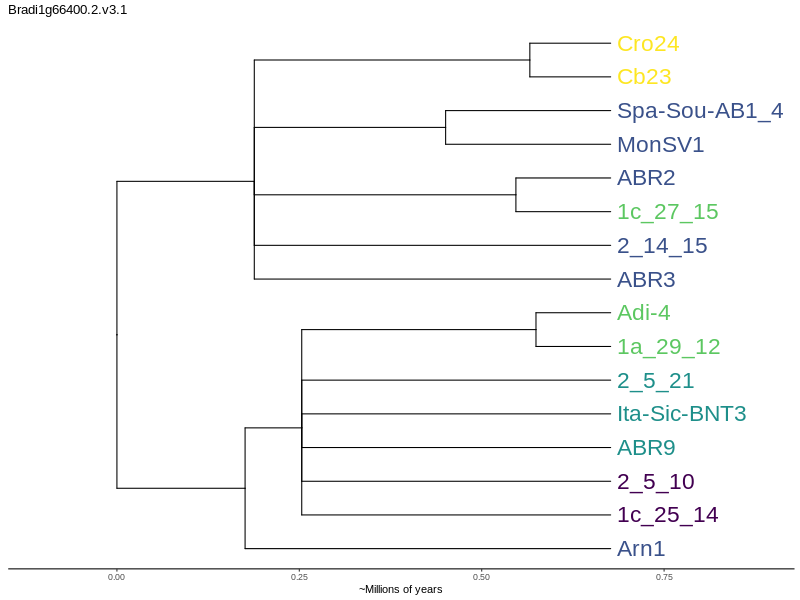 Bradi1g66400.2.v3.1
Cro24
Cb23
Spa-Sou-AB1_4
MonSV1
ABR2
1c_27_15
2_14_15
ABR3
Adi-4
1a_29_12
2_5_21
Ita-Sic-BNT3
ABR9
2_5_10
1c_25_14
Arn1
0.00 0.25 0.50 0.75
~Millions of years